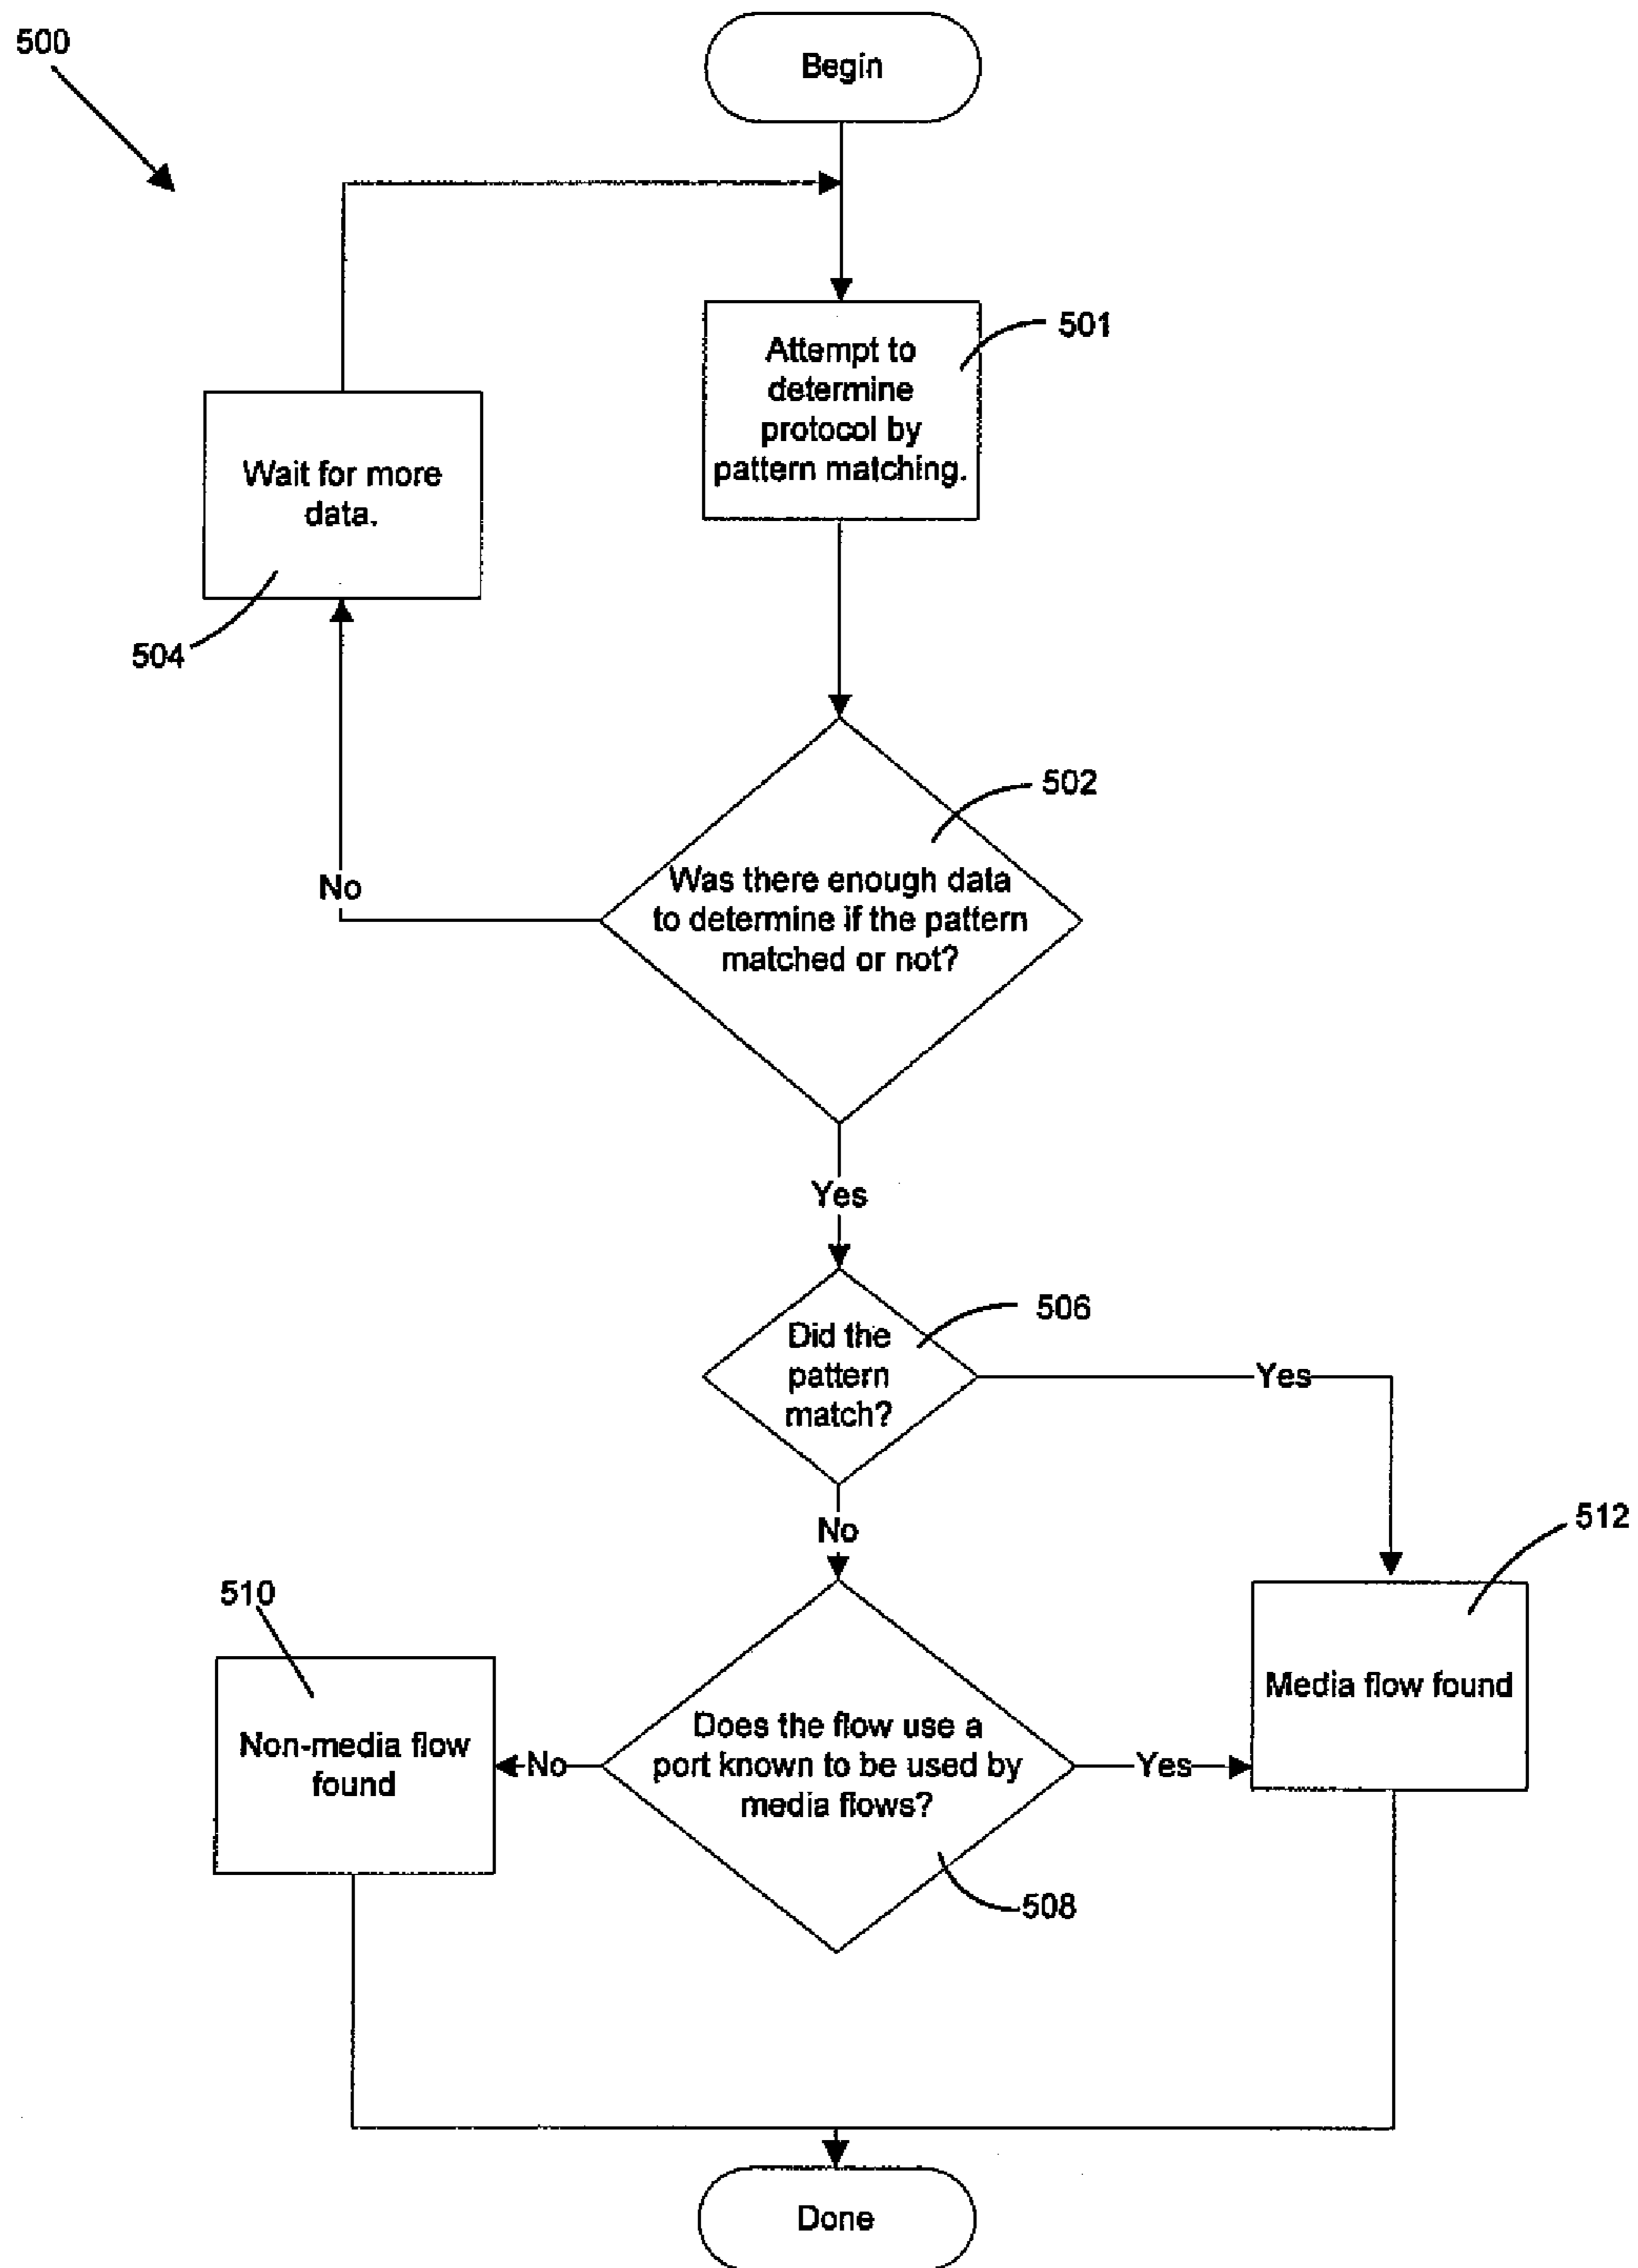 500
Begin
501
Attempt to
determine
protocol by
pattern matching.
Wait for more
data.
504
502
Was there enough data
to determine if the pattern
matched or not?
No
Yes
506
Did the
pattern
match?
Yes
No
512
510
Media flow found
Non-media flow
found
Does the flow use a
port known to be used by
media flows?
No
Yes
508
Done